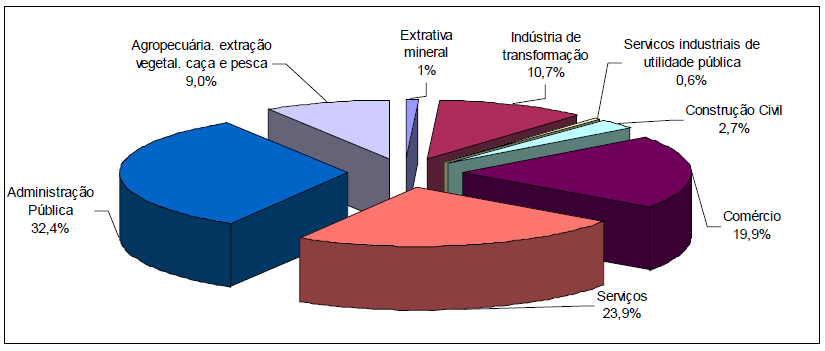 Agropecuária. extração
vegetal. caça e pesca
9,0%
Extrativa
mineral
1%
Indústria de
transformação
10,7%
Servicos industriais de
utilidade pública
0,6%
Construção Civil
2,7%
Administração
Pública
32,4%
Comércio
19,9%
Serviços
23,9%